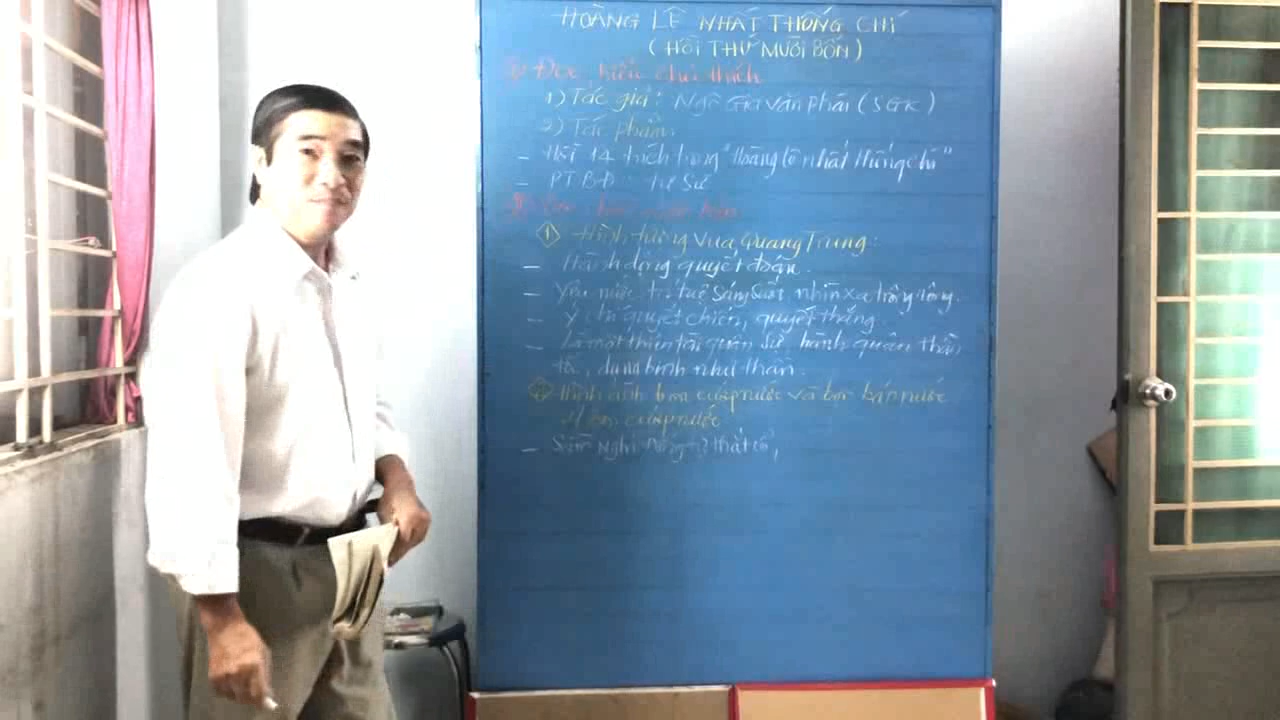 HOÀNG LÊ NHẤT THỐNG CHÍ
(HỒI THỨ MƯỜI BỐN)
I Đọc hiểu chú thích
1) Tác giả: Ngô Gia Văn Phái (SGK)
2) Tác phẩm
- Hồi 14 trích trong "Hoàng lê nhất thống chí"
- PTBĐ: tự sự
II
1 Hình tượng Vua Quang Trung:
- Hành động quyết đoán.
- Yêu nước trí tuệ sáng suốt, nhìn xa trông rộng.
- Ý chí quyết chiến, quyết thắng.
- Là một thiên tài quân sự hành quân thần
tốc, dụng binh như thần.
2 Hình ảnh bọn cướp nước và bọn bán nước
bọn cướp nước
- Sầm Nghi Đống tự thắt cổ,